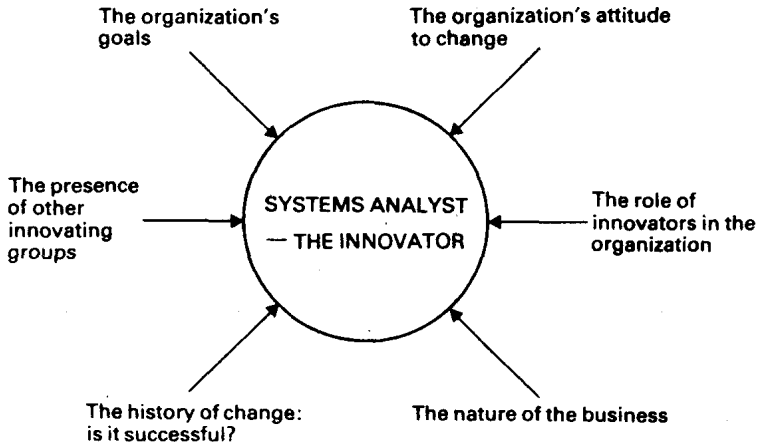 The organization's
goals
The organization's attitude
to change
The presence
of other
innovating
groups
SYSTEMS ANALYST
— THE INNOVATOR
The role of
innovators in the
organization
The history of change:
is it successful?
The nature of the business